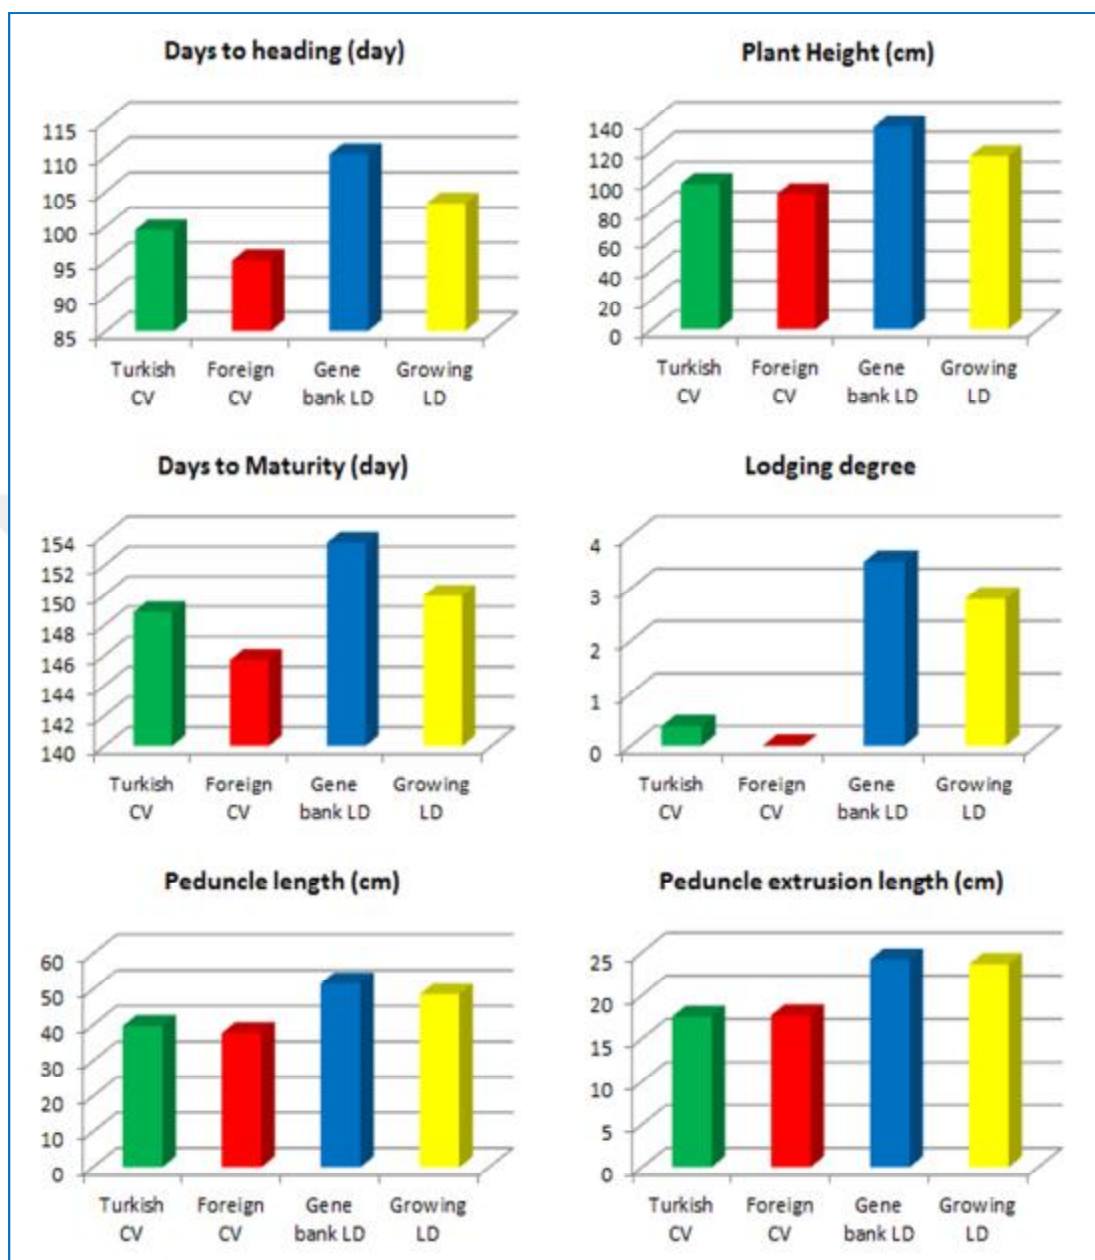 Days to heading (day)
115
110
105
100
95
90
85
Turkish Foreign Gene Growing
CV CV bank LD LD
Plant Height (cm)
140
120
100
80
60
40
20
0
Turkish Foreign Gene Growing
CV CV bank LD LD
Days to Maturity (day)
154
152
150
148
146
144
142
140
Turkish Foreign Gene Growing
CV CV bank LD LD
Lodging degree
4
3
2
1
0
Turkish Foreign Gene Growing
CV CV bank LD LD
Peduncle length (cm)
60
50
40
30
20
10
0
Turkish Foreign Gene Growing
CV CV bank LD LD
Peduncle extrusion length (cm)
25
20
15
10
5
0
Turkish Foreign Gene Growing
CV CV bank LD LD